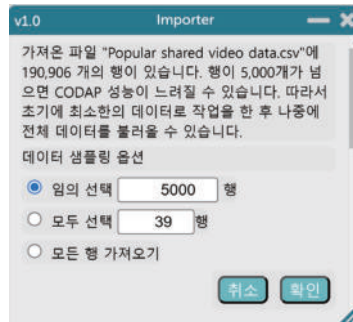 v1.0 Importer
가져온 파일 "Popular shared video data.csv"에
190,906 개의 행이 있습니다. 행이 5,000개가 넘
으면 CODAP 성능이 느려질 수 있습니다. 따라서
초기에 최소한의 데이터로 작업을 한 후 나중에
전체 데이터를 불러올 수 있습니다.
데이터 샘플링 옵션
임의 선택 5000 행
모두 선택 39 행
모든 행 가져오기
취소 확인